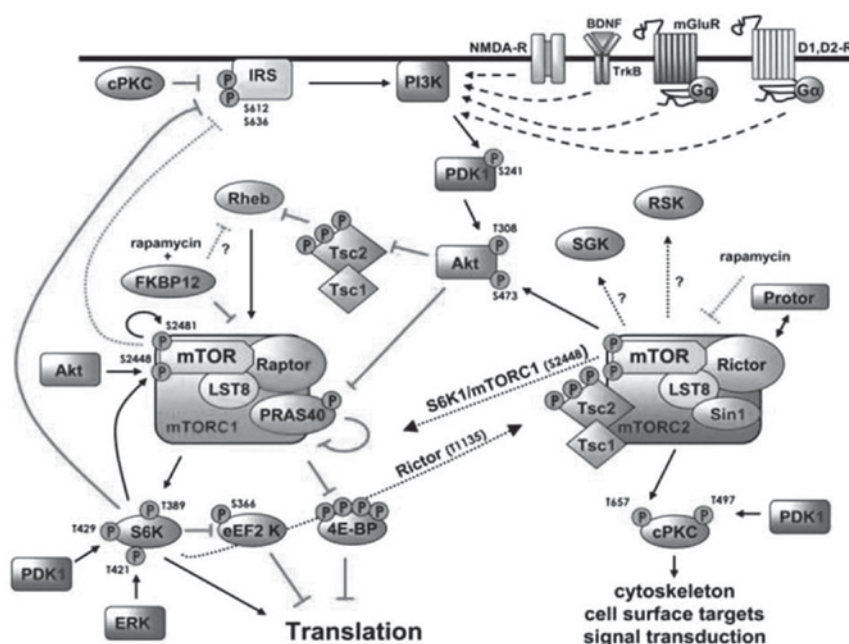 NMDA-R
BDNF
mGluR
D1,D2-R
TrkB
Gq
Gα
cPKC
P
P
IRS
S612
S636
PI3K
PDK1
P
S241
Rheb
P
P
P
Tsc2
Tsc1
rapamycin
+
FKBP12
?
Akt
P
T308
P
S473
RSK
SGK
?
?
rapamycin
Protor
S2481
P
S2448
P
Akt
mTOR
Raptor
LST8
PRAS40
P
mTORC1
S6K1/mTORC1 (S2448)
Rictor (T1135)
P
P
mTOR
Rictor
LST8
Sin1
P
P
P
Tsc2
Tsc1
mTORC2
T389
P
T429
P
S6K
P
T421
S366
P
eEF2 K
P
P
P
P
4E-BP
PDK1
ERK
Translation
T657
P
T497
P
cPKC
PDK1
cytoskeleton
cell surface targets
signal transduction